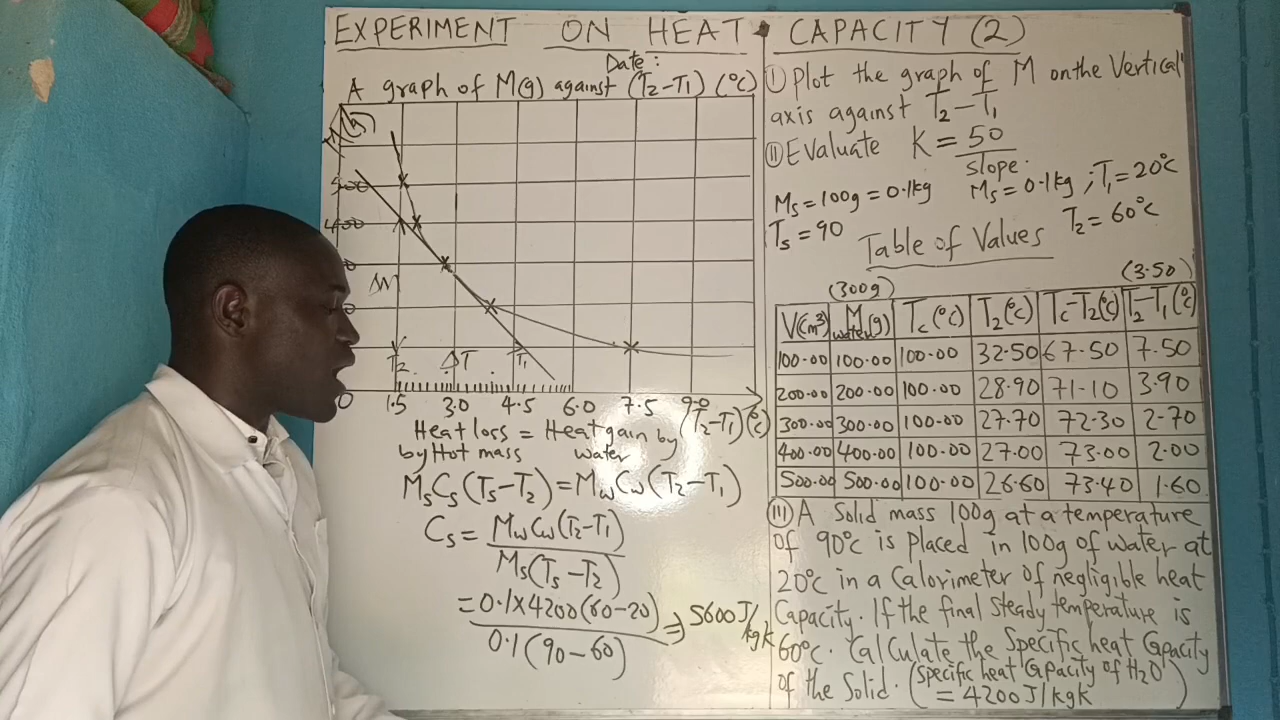 EXPERIMENT ON HEAT CAPACITY (2)
Date:
A graph of M(g) against (T2-T1) (°C)
(g)
500
400
ΔM
T2 ΔT T1
0 1.5 3.0 4.5 6.0 7.5 9.0 (T2-T1)(°C)
Heat loss = Heat gain by
by Hot mass water
MsCs(Ts-T2) = MwCw(T2-T1)
Cs = MwCw(T2-T1)
Ms(Ts-T2)
= 0.1x4200(60-20) ⇒ 5600J/kgK
0.1(90-60)
(I) Plot the graph of M on the Vertical
axis against T2-T1
(II) Evaluate K = 50
slope.
Ms = 100g = 0.1kg Ms = 0.1kg ; T1 = 20°C
Ts = 90 T2 = 60°C
Table of Values
(300g) (3.50)
V(cm³) M water(g) Tc(°C) T2(°C) Tc-T2(°C) T2-T1(°C)
100.00 100.00 100.00 32.50 67.50 7.50
200.00 200.00 100.00 28.90 71.10 3.90
300.00 300.00 100.00 27.70 72.30 2.70
400.00 400.00 100.00 27.00 73.00 2.00
500.00 500.00 100.00 26.60 73.40 1.60
(III) A Solid mass 100g at a temperature
of 90°C is placed in 100g of water at
20°C in a Calorimeter of negligible heat
Capacity. If the final steady temperature is
60°C. Calculate the Specific heat Capacity
of the Solid. (Specific heat Capacity of H2O
= 4200J/kgK)